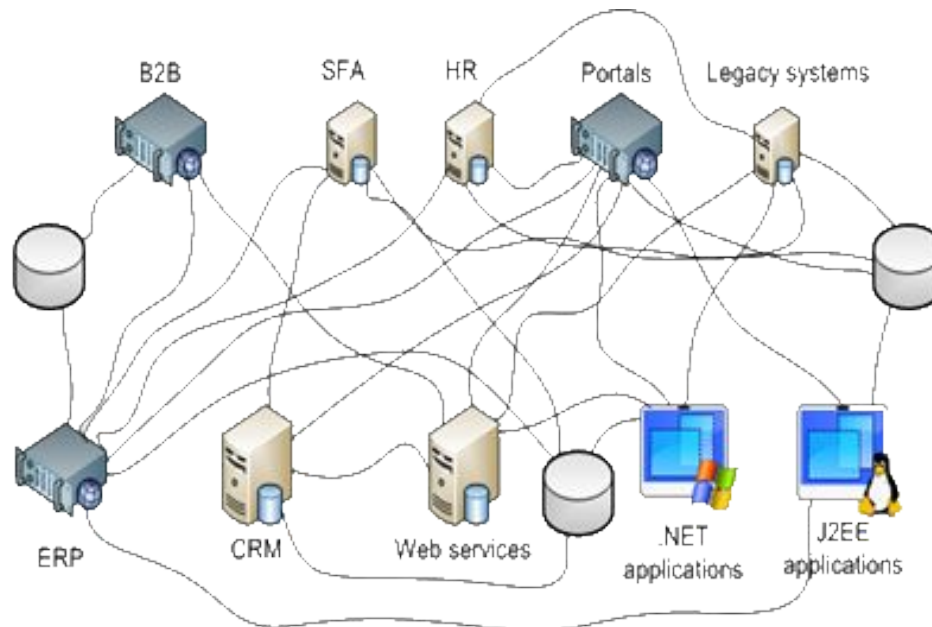 B2B
SFA
HR
Portals
Legacy systems
ERP
CRM
Web services
.NET
applications
J2EE
applications